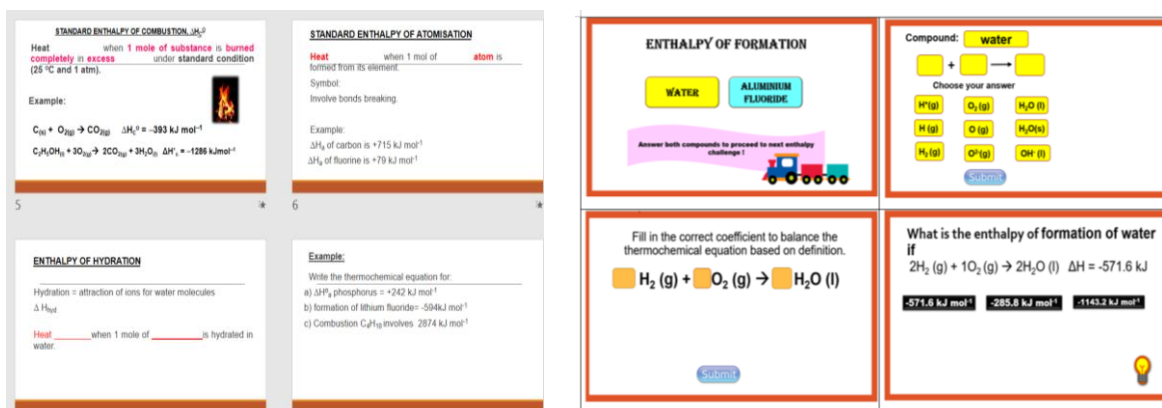 STANDARD ENTHALPY OF COMBUSTION, ΔHc⁰
Heat when 1 mole of substance is burned
completely in excess under standard condition
(25 ⁰C and 1 atm).
Example:
C(s) + O2(g) → CO2(g) ΔHc⁰ = –393 kJ mol⁻¹
C2H5OH(l) + 3O2(g) → 2CO2(g) + 3H2O(l) ΔH°c = –1286 kJmol⁻¹
5
STANDARD ENTHALPY OF ATOMISATION
Heat when 1 mol of atom is
formed from its element.
Symbol:
Involve bonds breaking.
Example:
ΔHa of carbon is +715 kJ mol⁻¹
ΔHa of fluorine is +79 kJ mol⁻¹
6
ENTHALPY OF HYDRATION
Hydration = attraction of ions for water molecules
Δ Hhyd
Heat ________ when 1 mole of ______________is hydrated in
water.
Example:
Write the thermochemical equation for:
a) ΔH⁰a phosphorus = +242 kJ mol⁻¹
b) formation of lithium fluoride= -594kJ mol⁻¹
c) Combustion C4H10 involves 2874 kJ mol⁻¹
ENTHALPY OF FORMATION
WATER
ALUMINIUM
FLUORIDE
Answer both compounds to proceed to next enthalpy
challenge !
Compound: water
+ →
Choose your answer
H⁺(g) O2 (g) H2O (l)
H (g) O (g) H2O(s)
H2 (g) O²⁻(g) OH⁻ (l)
Submit
Fill in the correct coefficient to balance the
thermochemical equation based on definition.
H2 (g) + O2 (g) → H2O (l)
Submit
What is the enthalpy of formation of water
if
2H2 (g) + 1O2 (g) → 2H2O (l) ΔH = -571.6 kJ
-571.6 kJ mol⁻¹ -285.8 kJ mol⁻¹ -1143.2 kJ mol⁻¹